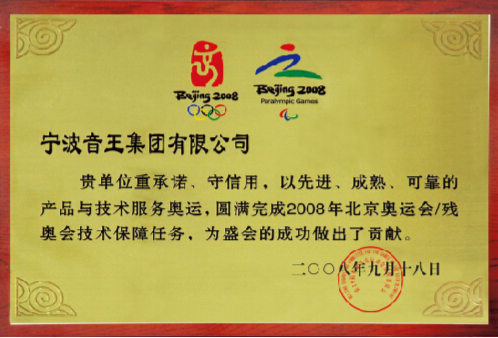 Beijing 2008
Beijing 2008
Paralympic Games
宁波音王集团有限公司
贵单位重承诺、守信用，以先进、成熟、可靠的
产品与技术服务奥运，圆满完成2008年北京奥运会/残
奥会技术保障任务，为盛会的成功做出了贡献。
二〇〇八年九月十八日